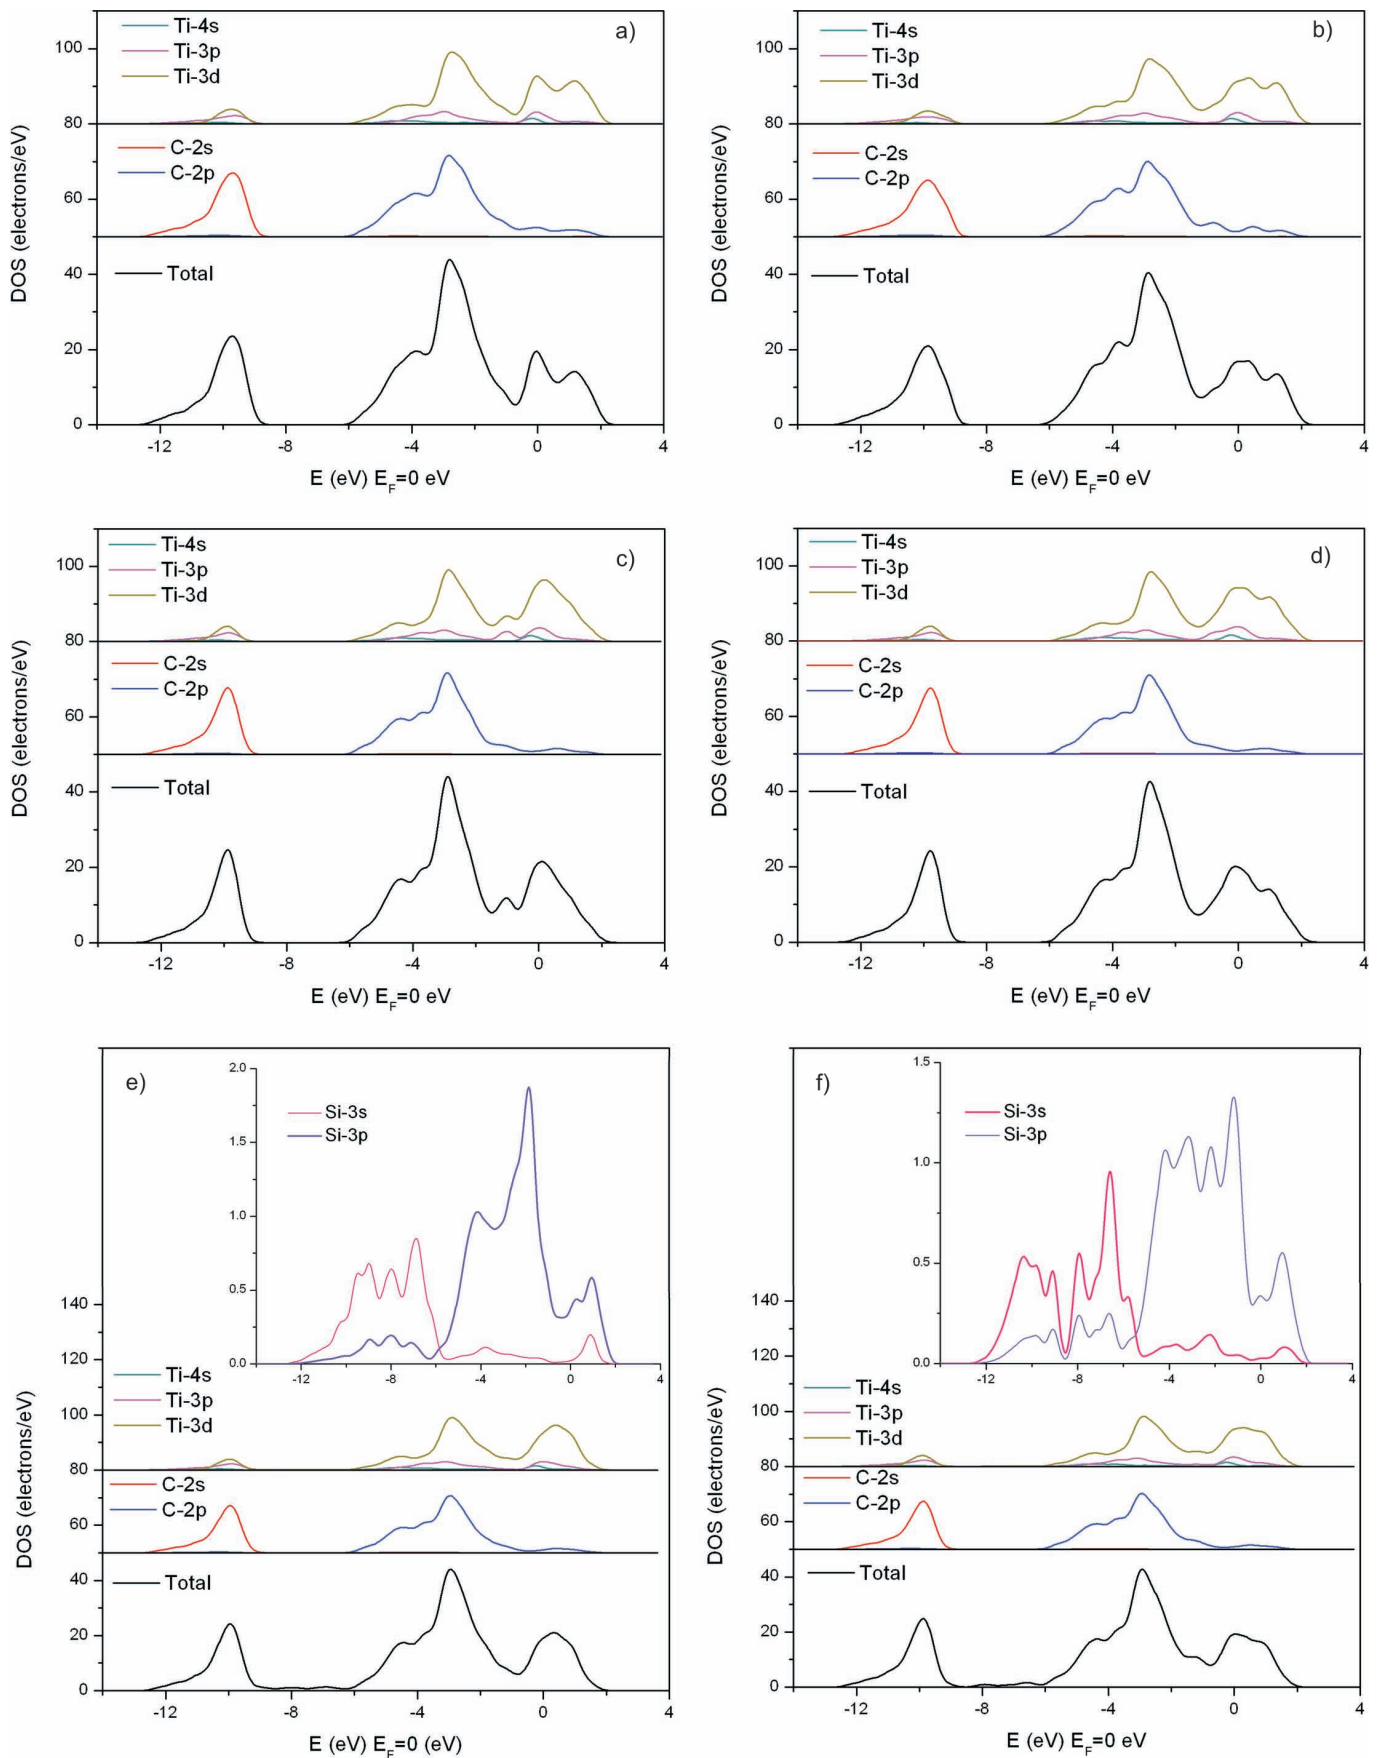 a)
Ti-4s
Ti-3p
Ti-3d
C-2s
C-2p
Total
100
80
60
40
20
0
-12 -8 -4 0 4
DOS (electrons/eV)
E (eV) E_F=0 eV
b)
Ti-4s
Ti-3p
Ti-3d
C-2s
C-2p
Total
100
80
60
40
20
0
-12 -8 -4 0 4
DOS (electrons/eV)
E (eV) E_F=0 eV
c)
Ti-4s
Ti-3p
Ti-3d
C-2s
C-2p
Total
100
80
60
40
20
0
-12 -8 -4 0 4
DOS (electrons/eV)
E (eV) E_F=0 eV
d)
Ti-4s
Ti-3p
Ti-3d
C-2s
C-2p
Total
100
80
60
40
20
0
-12 -8 -4 0 4
DOS (electrons/eV)
E (eV) E_F=0 eV
e)
2.0
1.5
1.0
0.5
0.0
-12 -8 -4 0 4
Si-3s
Si-3p
140
120
100
80
60
40
20
0
Ti-4s
Ti-3p
Ti-3d
C-2s
C-2p
Total
-12 -8 -4 0 4
DOS (electrons/eV)
E (eV) E_F=0 (eV)
f)
1.5
1.0
0.5
0.0
-12 -8 -4 0 4
Si-3s
Si-3p
140
120
100
80
60
40
20
0
Ti-4s
Ti-3p
Ti-3d
C-2s
C-2p
Total
-12 -8 -4 0 4
DOS (electrons/eV)
E (eV) E_F=0 eV